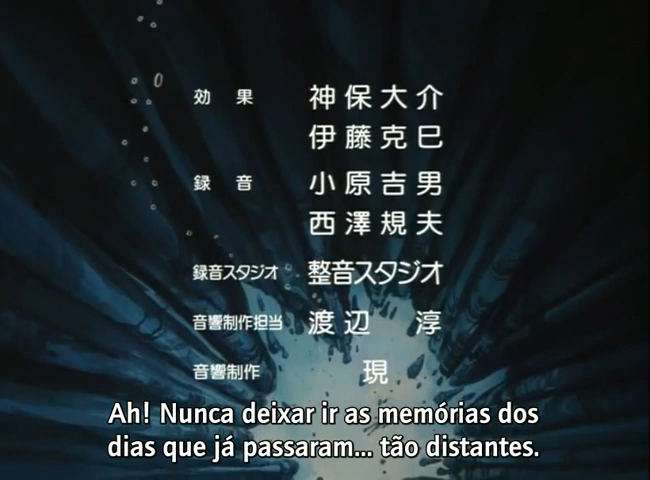 効果 神保大介
伊藤克巳
録音 小原吉男
西澤規夫
録音スタジオ 整音スタジオ
音響制作担当 渡辺 淳
音響制作 現
Ah! Nunca deixar ir as memórias dos
dias que já passaram... tão distantes.